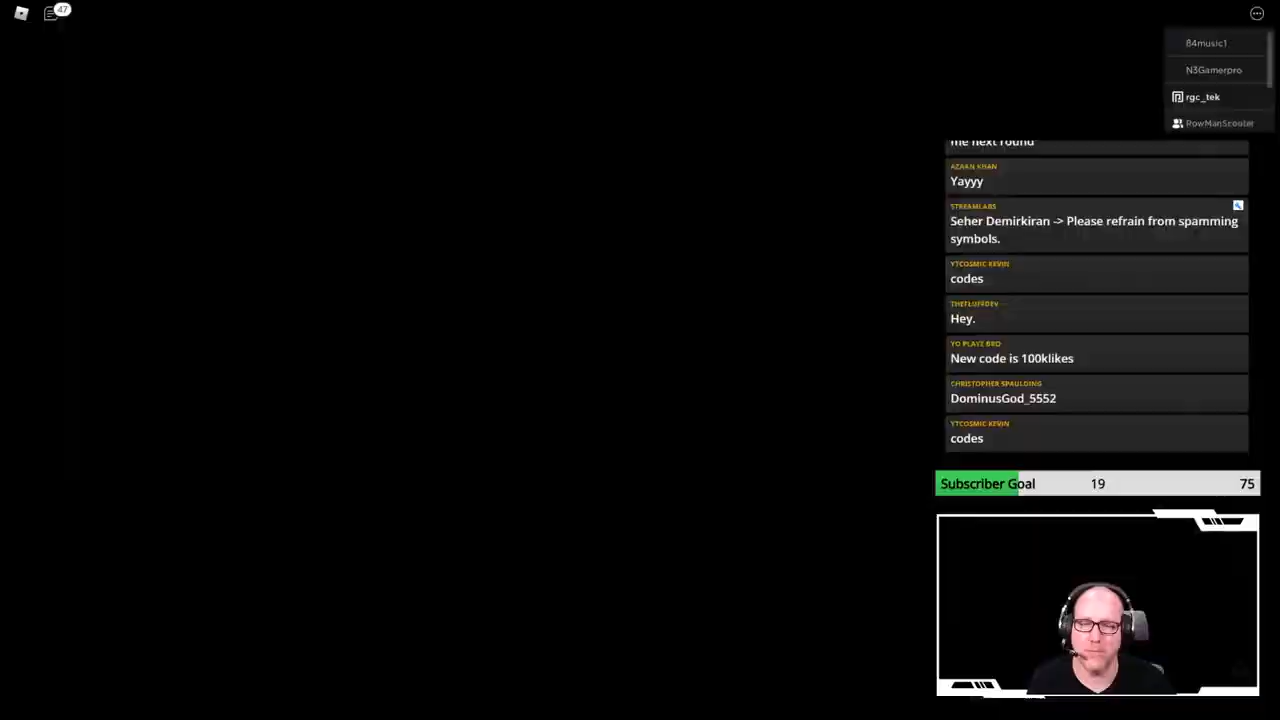 47
84music1
N3Gamerpro
rgc_tek
RowManScooter
me next round
AZAAN KHAN
Yayyy
STREAMLABS
Seher Demirkiran -> Please refrain from spamming
symbols.
YTCOSMIC KEVIN
codes
THEFLUFFDEV
Hey.
YO PLAYZ BRO
New code is 100klikes
CHRISTOPHER SPAULDING
DominusGod_5552
YTCOSMIC KEVIN
codes
Subscriber Goal 19 75